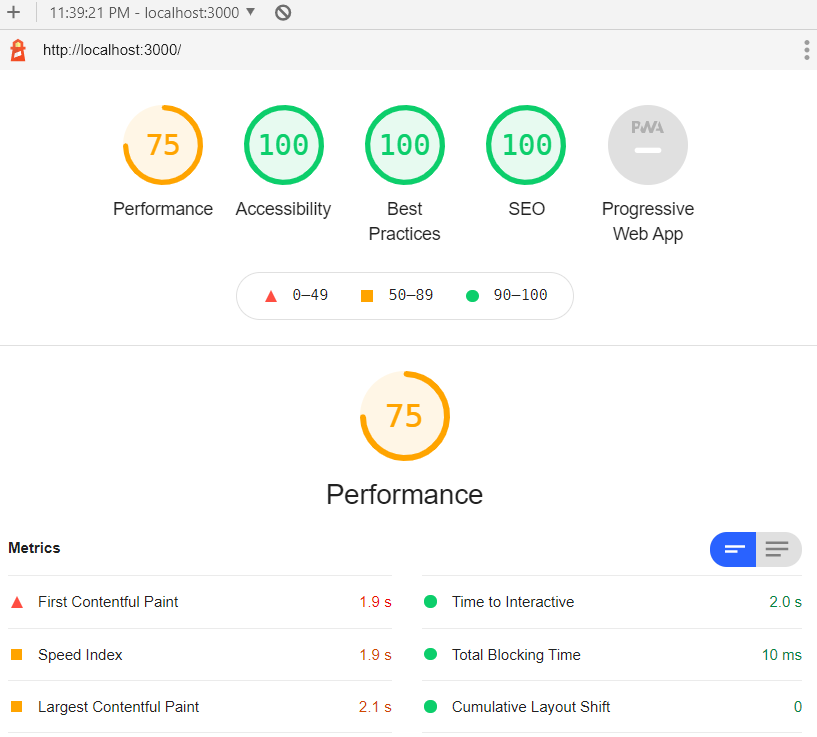 11:39:21 PM - localhost:3000
http://localhost:3000/
75 100 100 100 PWA
Performance Accessibility Best Practices SEO Progressive Web App
0–49 50–89 90–100
75
Performance
Metrics
First Contentful Paint 1.9 s
Time to Interactive 2.0 s
Speed Index 1.9 s
Total Blocking Time 10 ms
Largest Contentful Paint 2.1 s
Cumulative Layout Shift 0